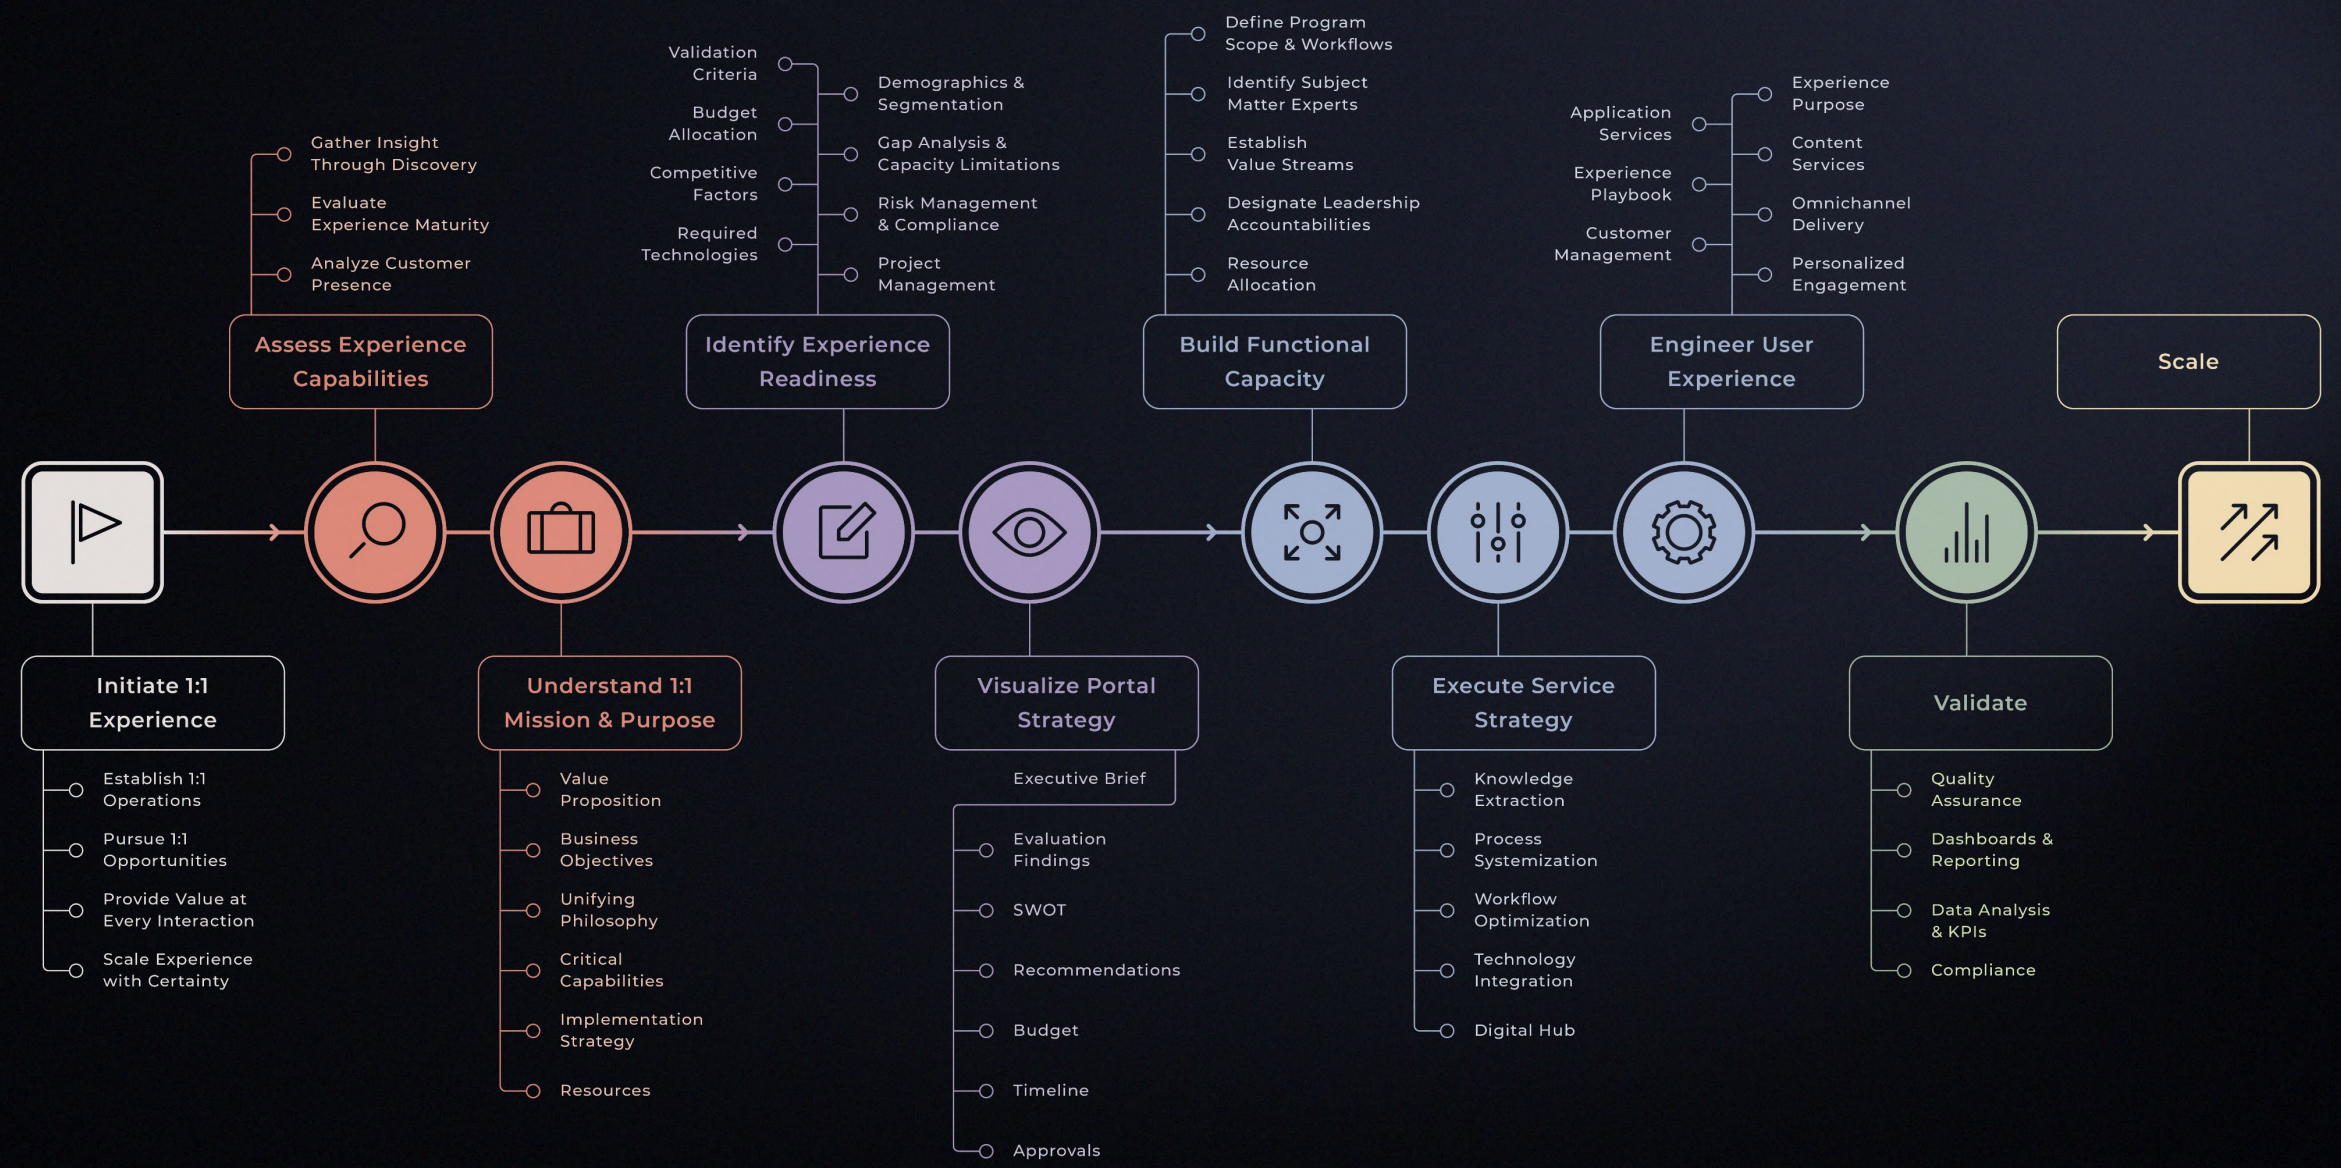 Gather Insight
Through Discovery
Evaluate
Experience Maturity
Analyze Customer
Presence
Assess Experience
Capabilities
Validation
Criteria
Budget
Allocation
Competitive
Factors
Required
Technologies
Demographics &
Segmentation
Gap Analysis &
Capacity Limitations
Risk Management
& Compliance
Project
Management
Identify Experience
Readiness
Define Program
Scope & Workflows
Identify Subject
Matter Experts
Establish
Value Streams
Designate Leadership
Accountabilities
Resource
Allocation
Build Functional
Capacity
Application
Services
Experience
Playbook
Customer
Management
Experience
Purpose
Content
Services
Omnichannel
Delivery
Personalized
Engagement
Engineer User
Experience
Scale
Initiate 1:1
Experience
Establish 1:1
Operations
Pursue 1:1
Opportunities
Provide Value at
Every Interaction
Scale Experience
with Certainty
Understand 1:1
Mission & Purpose
Value
Proposition
Business
Objectives
Unifying
Philosophy
Critical
Capabilities
Implementation
Strategy
Resources
Visualize Portal
Strategy
Executive Brief
Evaluation
Findings
SWOT
Recommendations
Budget
Timeline
Approvals
Execute Service
Strategy
Knowledge
Extraction
Process
Systemization
Workflow
Optimization
Technology
Integration
Digital Hub
Validate
Quality
Assurance
Dashboards &
Reporting
Data Analysis
& KPIs
Compliance